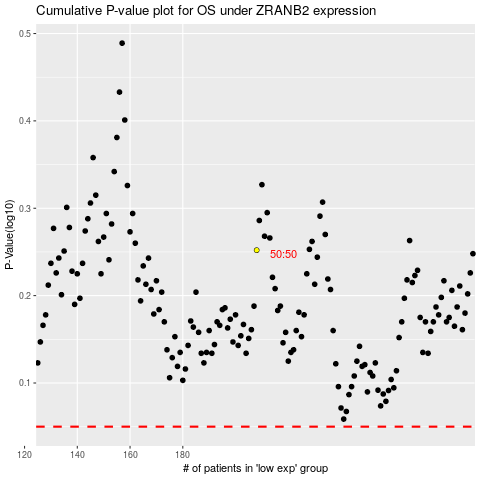 Cumulative P-value plot for OS under ZRANB2 expression
P-Value(log10)
0.5
0.4
0.3
0.2
0.1
50:50
120 140 160 180
# of patients in 'low exp' group